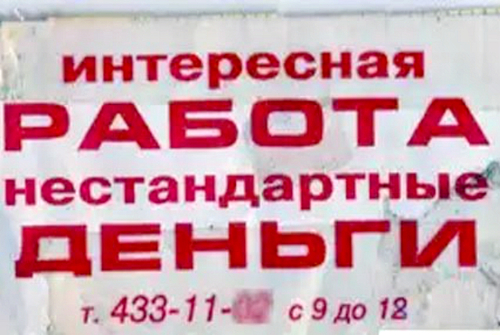 интересная
РАБОТА
нестандартные
ДЕНЬГИ
т. 433-11- с 9 до 12